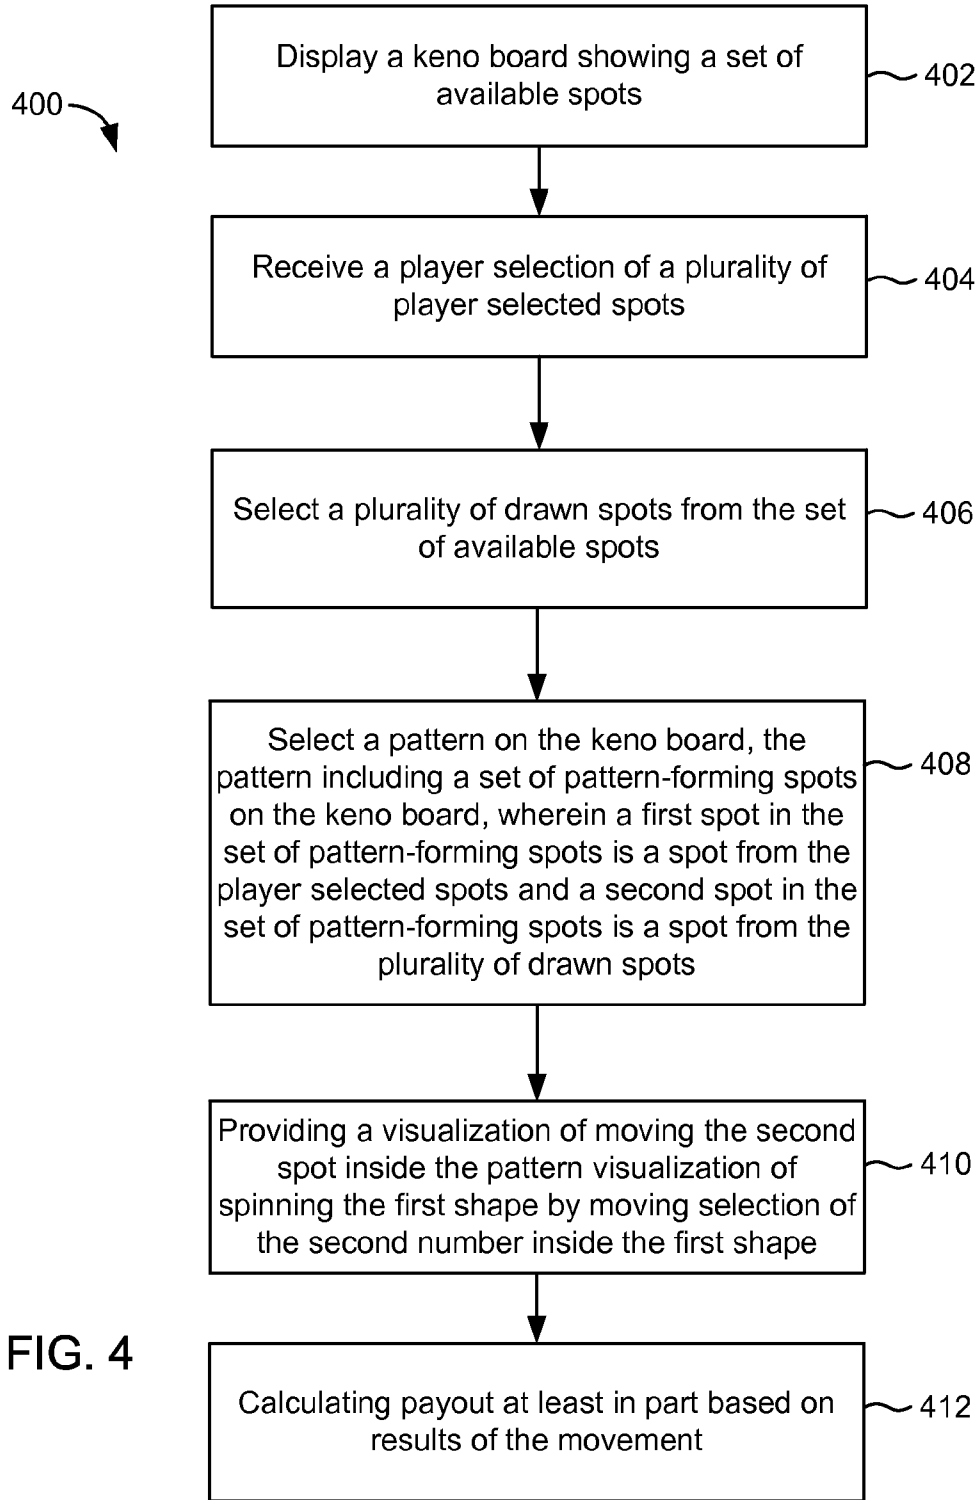 400
Display a keno board showing a set of
available spots
402
Receive a player selection of a plurality of
player selected spots
404
Select a plurality of drawn spots from the set
of available spots
406
Select a pattern on the keno board, the
pattern including a set of pattern-forming spots
on the keno board, wherein a first spot in the
set of pattern-forming spots is a spot from the
player selected spots and a second spot in the
set of pattern-forming spots is a spot from the
plurality of drawn spots
408
Providing a visualization of moving the second
spot inside the pattern visualization of
spinning the first shape by moving selection of
the second number inside the first shape
410
Calculating payout at least in part based on
results of the movement
412
FIG. 4